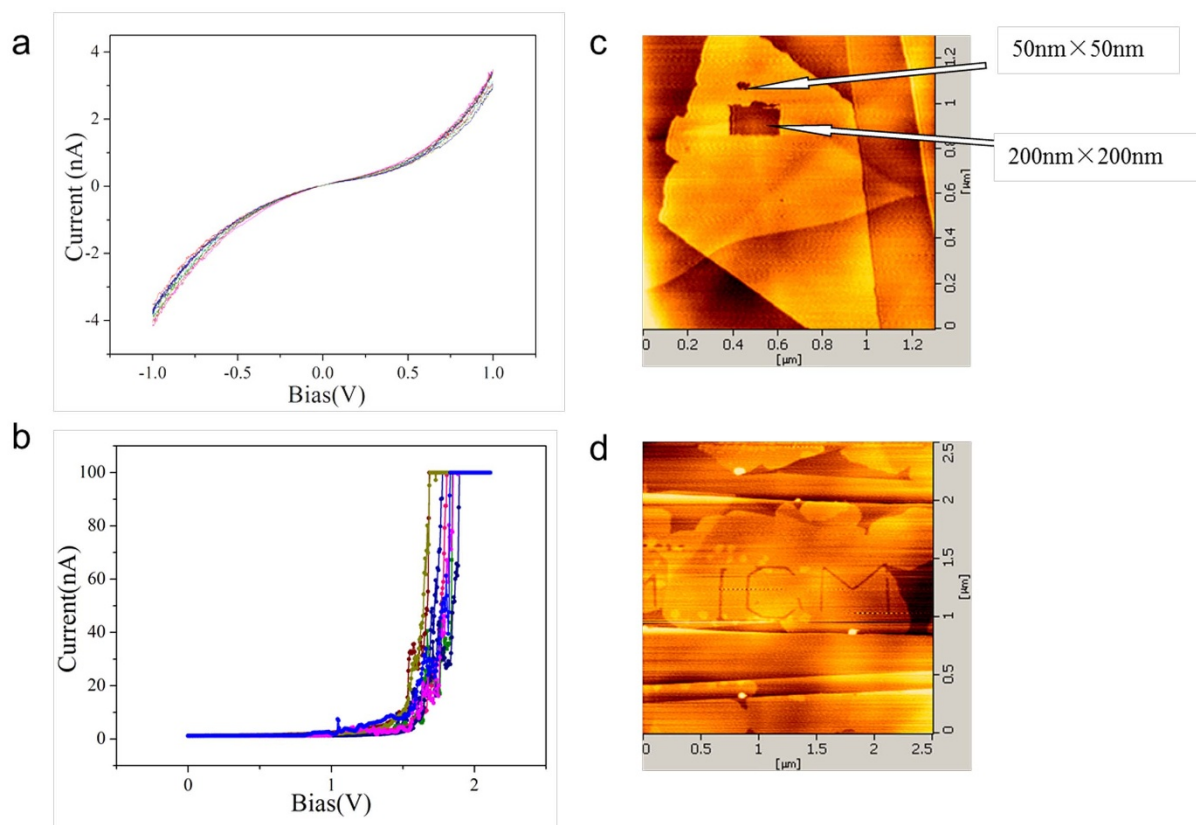 a
4
2
0
-2
-4
Current (nA)
-1.0 -0.5 0.0 0.5 1.0
Bias(V)
b
100
80
60
40
20
0
Current(nA)
0 1 2
Bias(V)
c
50nm×50nm
200nm×200nm
1.2
1
0.8
0.6
0.4
0.2
0
[µm]
0 0.2 0.4 0.6 0.8 1 1.2
[µm]
d
ICM
2.5
2
1.5
1
0.5
0
[µm]
0 0.5 1 1.5 2 2.5
[µm]